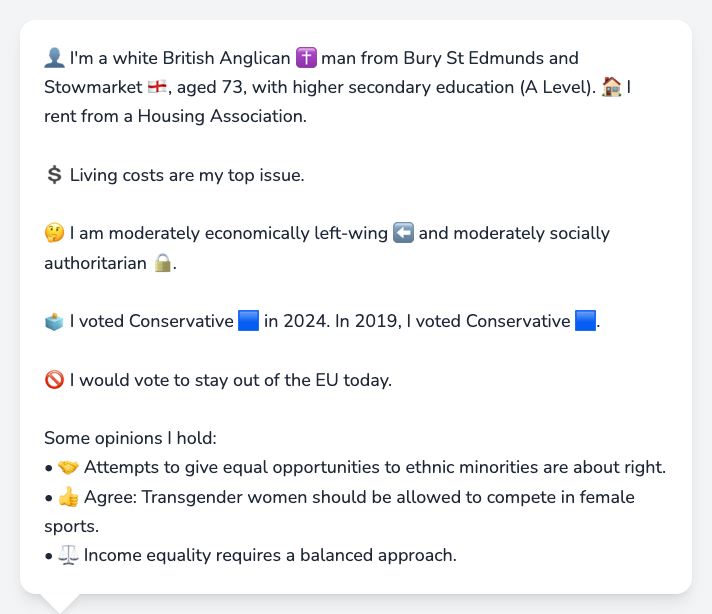 👤 I'm a white British Anglican ✝️ man from Bury St Edmunds and
Stowmarket 🏴󠁧󠁢󠁥󠁮󠁧󠁿, aged 73, with higher secondary education (A Level). 🏠 I
rent from a Housing Association.
💲 Living costs are my top issue.
🤔 I am moderately economically left-wing ⬅️ and moderately socially
authoritarian 🔒.
🗳️ I voted Conservative 🟦 in 2024. In 2019, I voted Conservative 🟦.
🚫 I would vote to stay out of the EU today.
Some opinions I hold:
• 🤝 Attempts to give equal opportunities to ethnic minorities are about right.
• 👍 Agree: Transgender women should be allowed to compete in female
sports.
• ⚖️ Income equality requires a balanced approach.